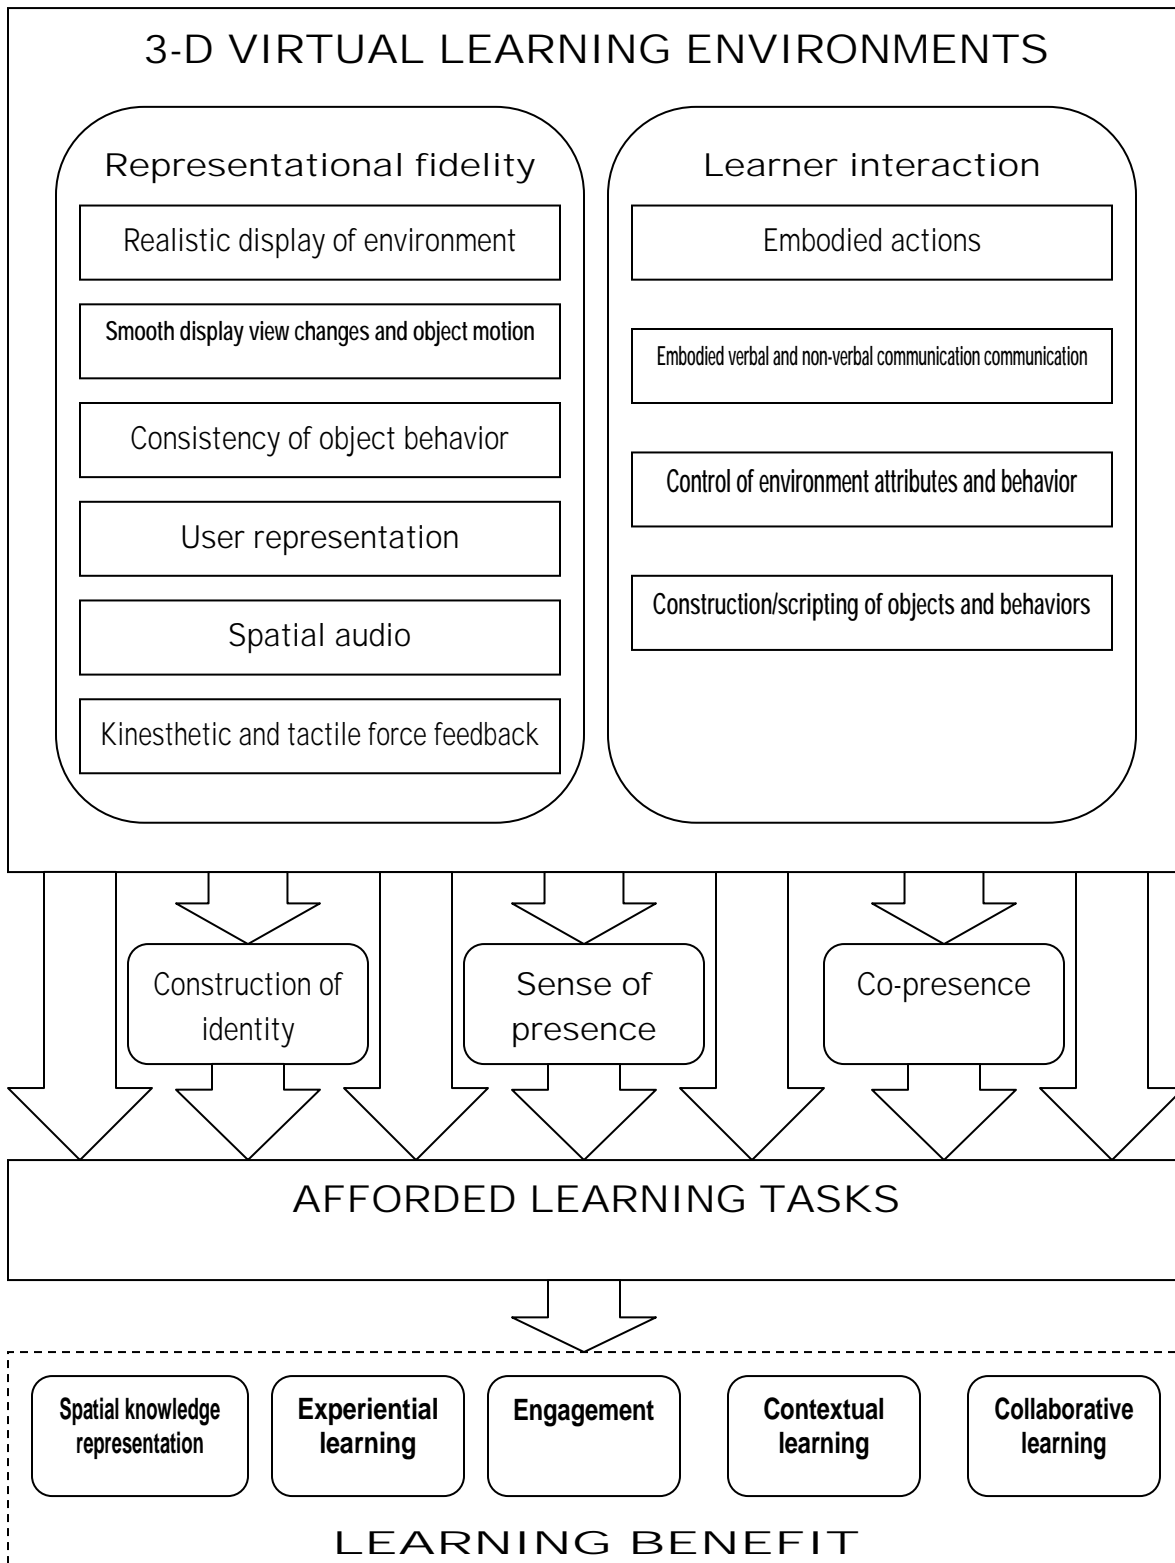 3-D VIRTUAL LEARNING ENVIRONMENTS
Representational fidelity
Realistic display of environment
Smooth display view changes and object motion
Consistency of object behavior
User representation
Spatial audio
Kinesthetic and tactile force feedback
Learner interaction
Embodied actions
Embodied verbal and non-verbal communication communication
Control of environment attributes and behavior
Construction/scripting of objects and behaviors
Construction of
identity
Sense of
presence
Co-presence
AFFORDED LEARNING TASKS
Spatial knowledge
representation
Experiential
learning
Engagement
Contextual
learning
Collaborative
learning
LEARNING BENEFIT